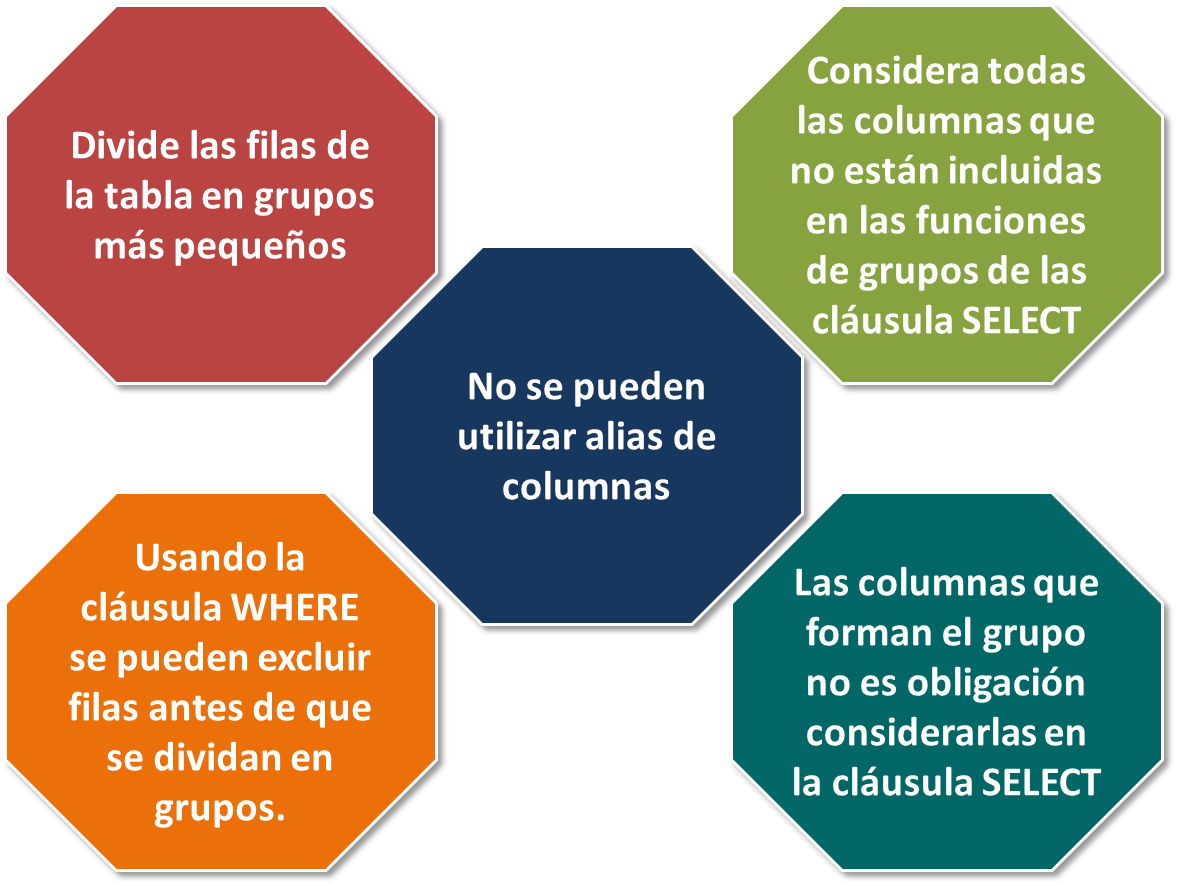 Divide las filas de
la tabla en grupos
más pequeños
Considera todas
las columnas que
no están incluidas
en las funciones
de grupos de las
cláusula SELECT
No se pueden
utilizar alias de
columnas
Usando la
cláusula WHERE
se pueden excluir
filas antes de que
se dividan en
grupos.
Las columnas que
forman el grupo
no es obligación
considerarlas en
la cláusula SELECT